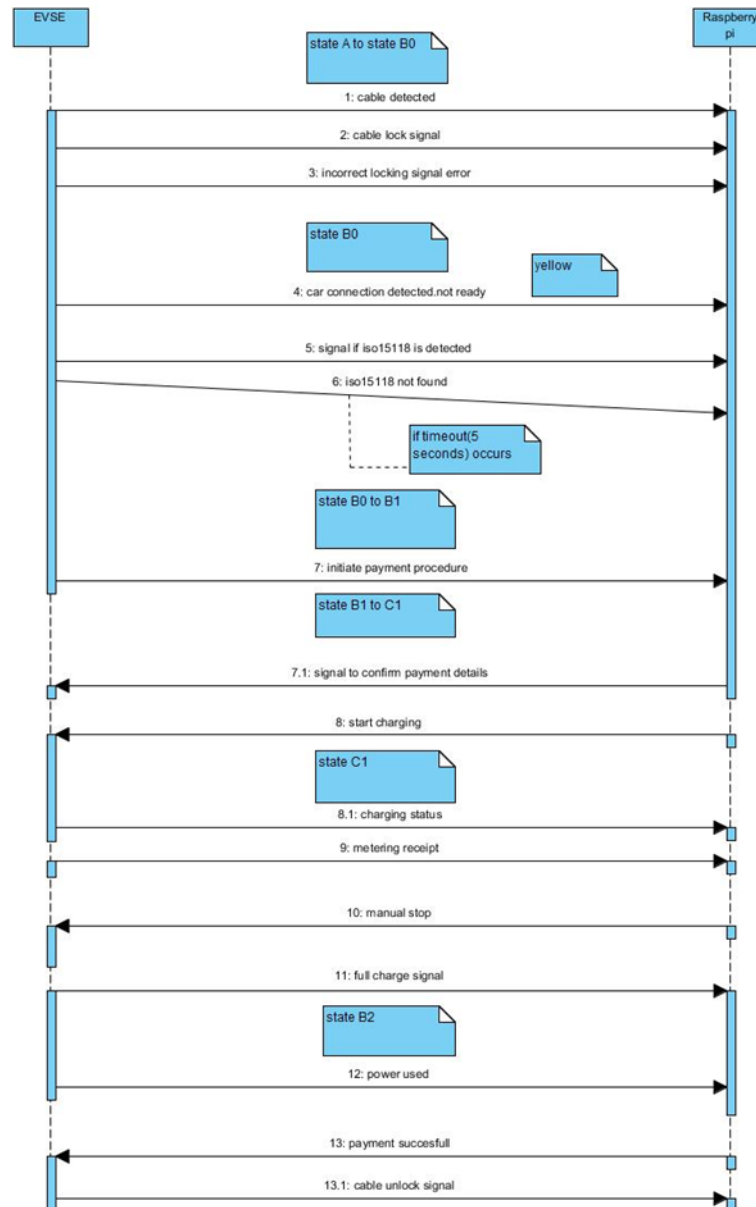 EVSE
Raspberry
pi
state A to state B0
1: cable detected
2: cable lock signal
3: incorrect locking signal error
state B0
yellow
4: car connection detected.not ready
5: signal if iso15118 is detected
6: iso15118 not found
if timeout(5
seconds) occurs
state B0 to B1
7: initiate payment procedure
state B1 to C1
7.1: signal to confirm payment details
8: start charging
state C1
8.1: charging status
9: metering receipt
10: manual stop
11: full charge signal
state B2
12: power used
13: payment succesfull
13.1: cable unlock signal